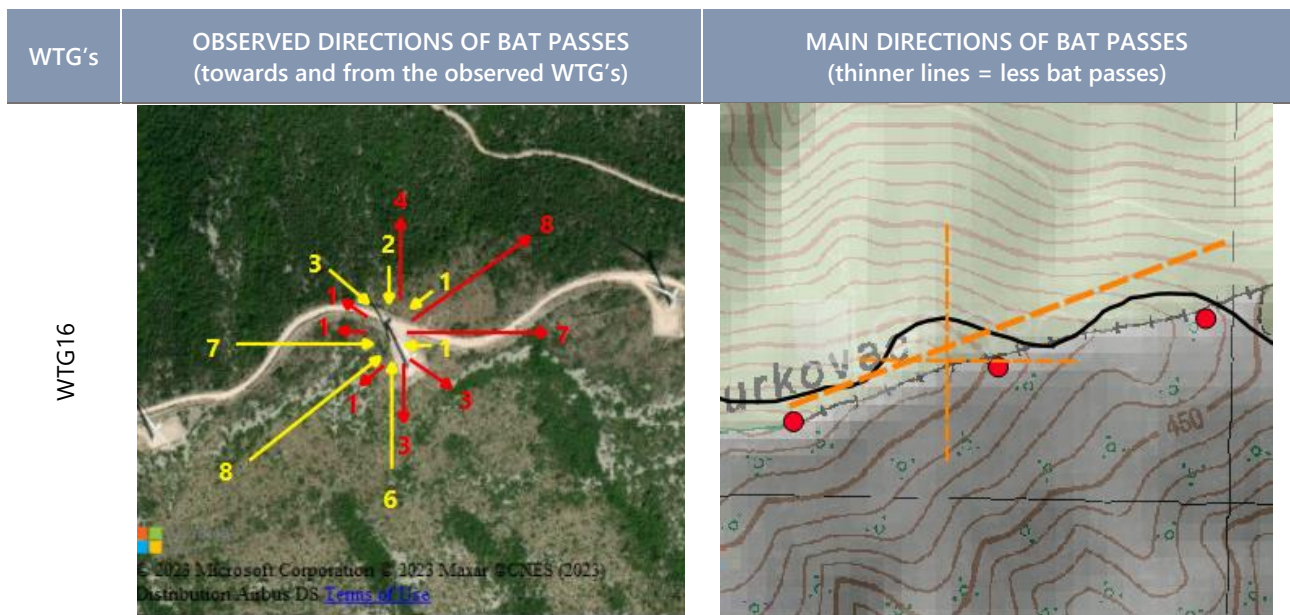 WTG's
OBSERVED DIRECTIONS OF BAT PASSES
(towards and from the observed WTG's)
MAIN DIRECTIONS OF BAT PASSES
(thinner lines = less bat passes)
WTG16
4
8
2
3
1
1
1
7
7
1
1
3
3
8
6
© 2023 Microsoft Corporation © 2023 Maxar ©CNES (2023)
Distribution Airbus DS Terms of Use
urkovac
450